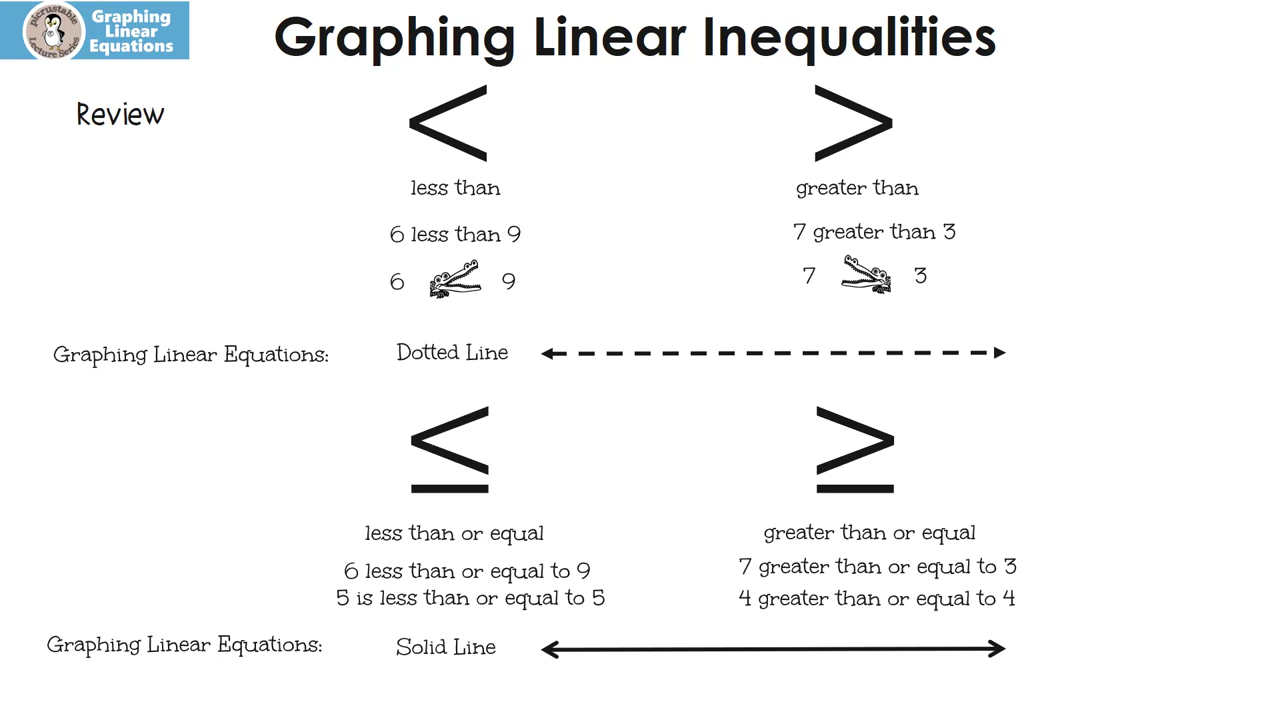 picrustable
Lecture Series
Graphing
Linear
Equations
Graphing Linear Inequalities
Review
<
>
less than
greater than
6 less than 9
7 greater than 3
6 9
7 3
Graphing Linear Equations: Dotted Line
≤
≥
less than or equal
greater than or equal
6 less than or equal to 9
7 greater than or equal to 3
5 is less than or equal to 5
4 greater than or equal to 4
Graphing Linear Equations: Solid Line